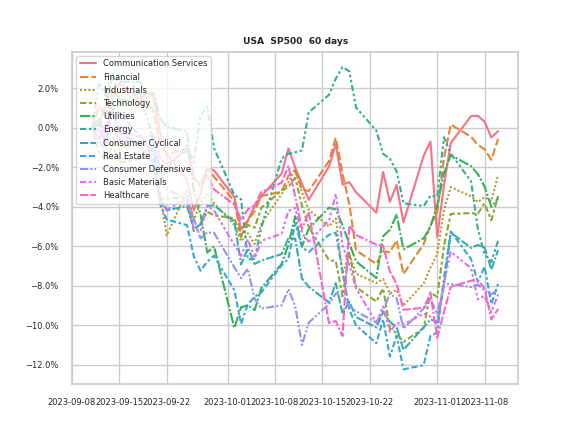 USA  SP500  60 days
Communication Services
Financial
Industrials
Technology
Utilities
Energy
Consumer Cyclical
Real Estate
Consumer Defensive
Basic Materials
Healthcare
2.0%
0.0%
−2.0%
−4.0%
−6.0%
−8.0%
−10.0%
−12.0%
2023-09-08 2023-09-15 2023-09-22 2023-10-01 2023-10-08 2023-10-15 2023-10-22 2023-11-01 2023-11-08